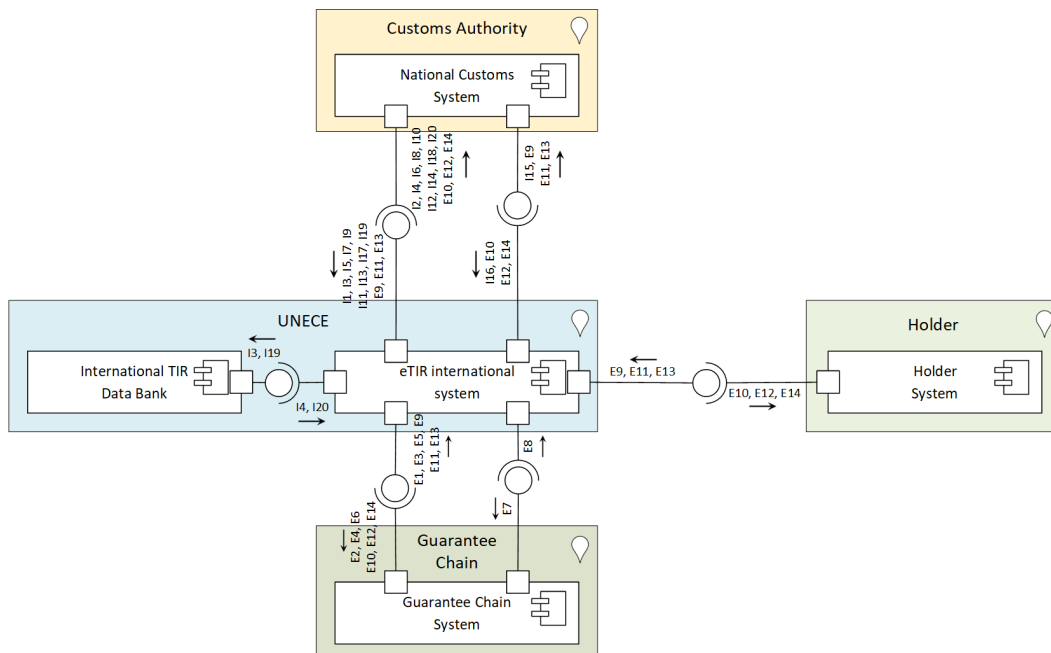 Customs Authority
National Customs
System
I2, I4, I6, I8, I10
I12, I14, I18, I20
E10, E12, E14
I15, E9
E11, E13
I1, I3, I5, I7, I9
I11, I13, I17, I19
E9, E11, E13
I16, E10
E12, E14
UNECE
I3, I19
International TIR
Data Bank
I4, I20
eTIR international
system
E9, E11, E13
E10, E12, E14
Holder
Holder
System
E1, E3, E5, E9
E11, E13
E8
E2, E4, E6
E10, E12, E14
E7
Guarantee
Chain
Guarantee Chain
System